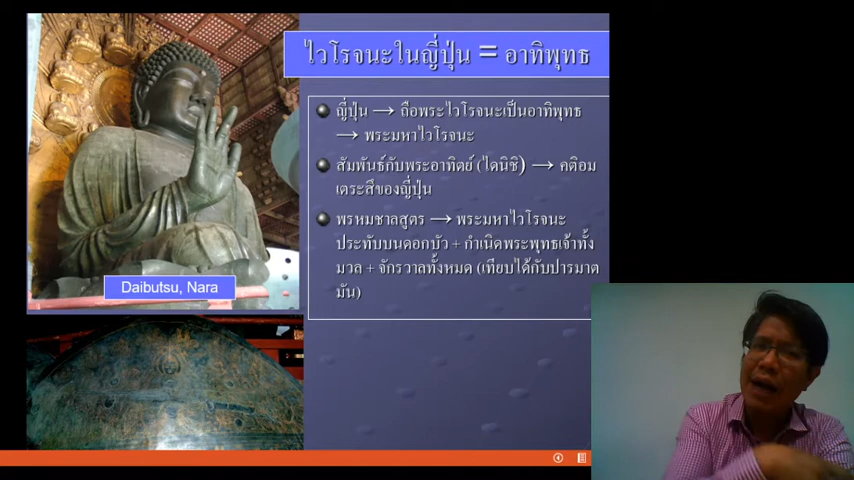 ไวโรจนะในญี่ปุ่น = อาทิพุทธ
ญี่ปุ่น → ถือพระไวโรจนะเป็นอาทิพุทธ
→ พระมหาไวโรจนะ
สัมพันธ์กับพระอาทิตย์ (ไดนิชิ) → คติอม
เตระสึของญี่ปุ่น
พรหมชาลสูตร → พระมหาไวโรจนะ
ประทับบนดอกบัว + กำเนิดพระพุทธเจ้าทั้ง
มวล + จักรวาลทั้งหมด (เทียบได้กับปารมาต
มัน)
Daibutsu, Nara